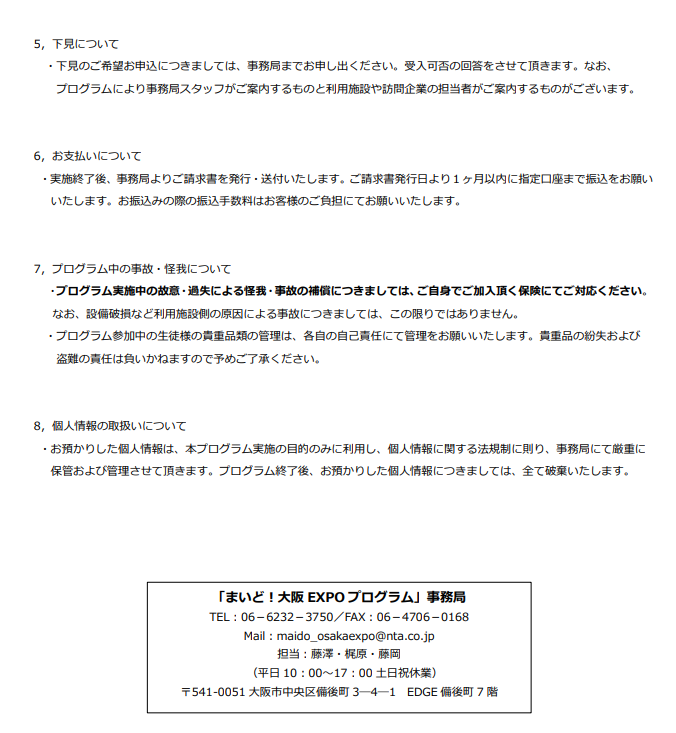 5，下見について
・下見のご希望お申込につきましては、事務局までお申し出ください。受入可否の回答をさせて頂きます。なお、
プログラムにより事務局スタッフがご案内するものと利用施設や訪問企業の担当者がご案内するものがございます。
6，お支払いについて
・実施終了後、事務局よりご請求書を発行・送付いたします。ご請求書発行日より１ヶ月以内に指定口座まで振込をお願い
いたします。お振込みの際の振込手数料はお客様のご負担にてお願いいたします。
7，プログラム中の事故・怪我について
・プログラム実施中の故意・過失による怪我・事故の補償につきましては、ご自身でご加入頂く保険にてご対応ください。
なお、設備破損など利用施設側の原因による事故につきましては、この限りではありません。
・プログラム参加中の生徒様の貴重品類の管理は、各自の自己責任にて管理をお願いいたします。貴重品の紛失および
盗難の責任は負いかねますので予めご了承ください。
8，個人情報の取扱いについて
・お預かりした個人情報は、本プログラム実施の目的のみに利用し、個人情報に関する法規制に則り、事務局にて厳重に
保管および管理させて頂きます。プログラム終了後、お預かりした個人情報につきましては、全て破棄いたします。
「まいど！大阪 EXPO プログラム」事務局
TEL：06－6232－3750／FAX：06－4706－0168
Mail：maido_osakaexpo@nta.co.jp
担当：藤澤・梶原・藤岡
（平日 10：00～17：00 土日祝休業）
〒541-0051 大阪市中央区備後町 3―4―1　EDGE 備後町 7 階